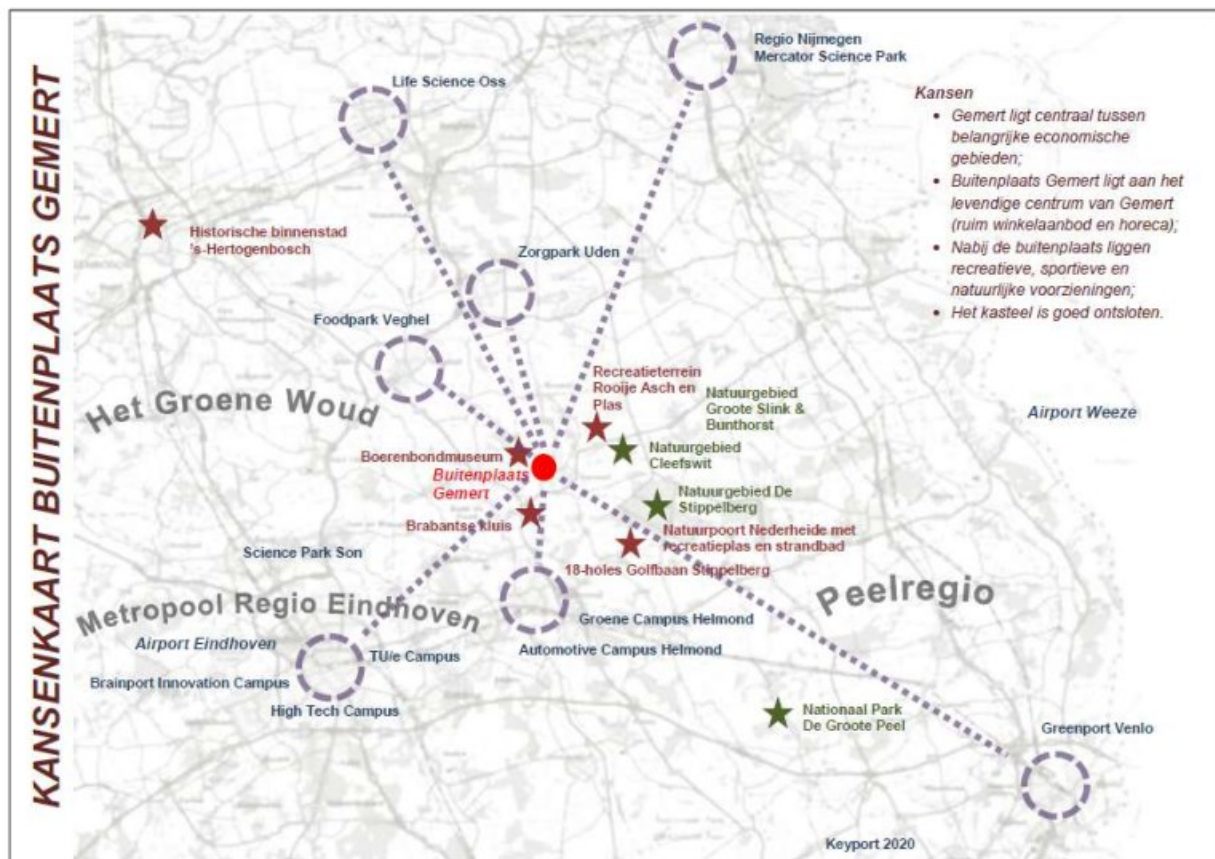 KANSENKAART BUITENPLAATS GEMERT
Regio Nijmegen
Mercator Science Park
Life Science Oss
Kansen
• Gemert ligt centraal tussen
belangrijke economische
gebieden;
• Buitenplaats Gemert ligt aan het
levendige centrum van Gemert
(ruim winkelaanbod en horeca);
• Nabij de buitenplaats liggen
recreatieve, sportieve en
natuurlijke voorzieningen;
• Het kasteel is goed ontsloten.
Historische binnenstad
's-Hertogenbosch
Zorgpark Uden
Foodpark Veghel
Recreatieterrein
Rooije Asch en
Plas
Natuurgebied
Groote Slink &
Bunthorst
Het Groene Woud
Airport Weeze
Natuurgebied
Cleefswit
Boerenbondmuseum
Buitenplaats
Gemert
Natuurgebied De
Stippelberg
Brabantse kluis
Natuurpoort Nederheide met
recreatieplas en strandbad
Science Park Son
18-holes Golfbaan Stippelberg
Peelregio
Metropool Regio Eindhoven
Groene Campus Helmond
Airport Eindhoven
TU/e Campus
Automotive Campus Helmond
Brainport Innovation Campus
High Tech Campus
Nationaal Park
De Groote Peel
Greenport Venlo
Keyport 2020